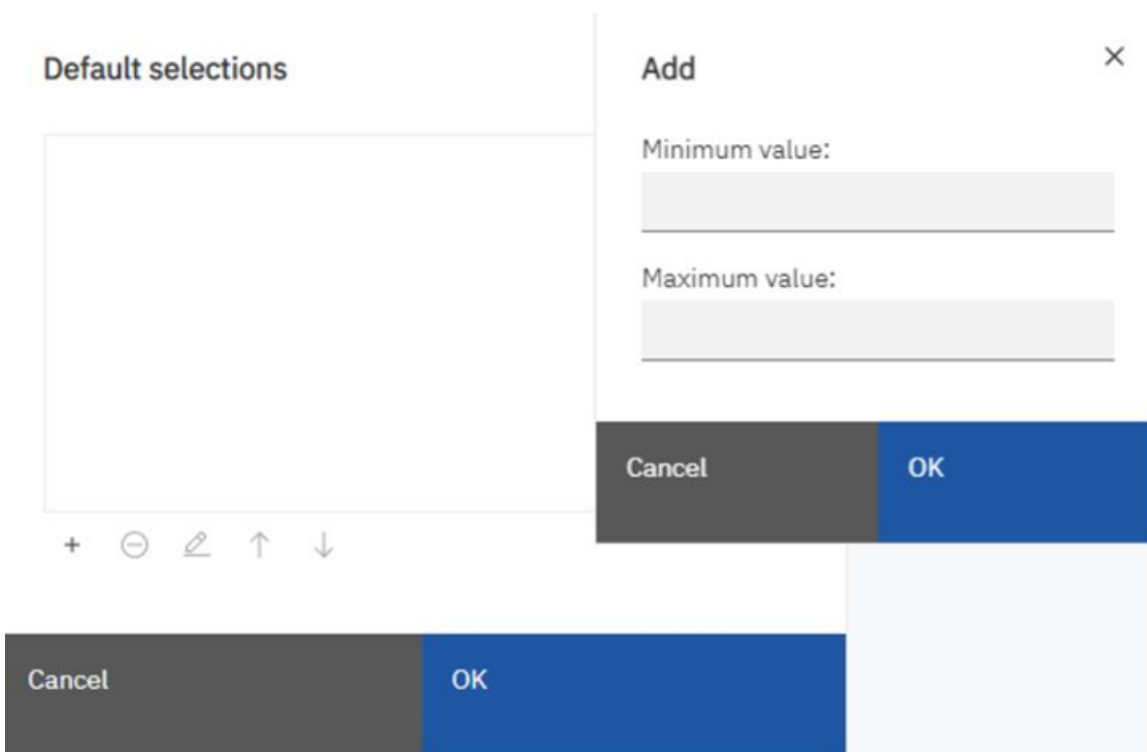 Default selections
Add
Minimum value:
Maximum value:
Cancel
OK
Cancel
OK